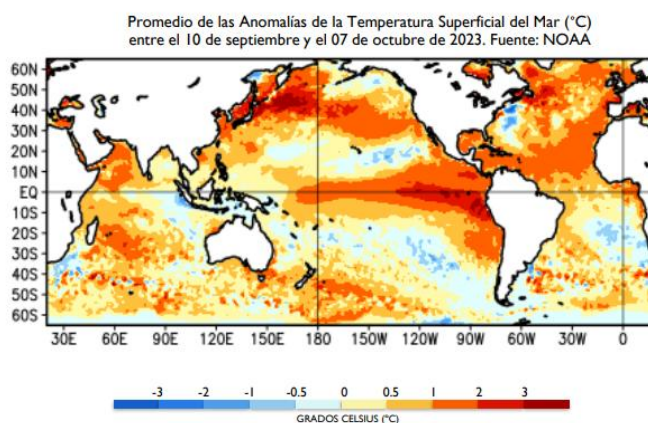 Promedio de las Anomalías de la Temperatura Superficial del Mar (°C)
entre el 10 de septiembre y el 07 de octubre de 2023. Fuente: NOAA
60N
50N
40N
30N
20N
10N
EQ
10S
20S
30S
40S
50S
60S
30E 60E 90E 120E 150E 180 150W 120W 90W 60W 30W 0
-3 -2 -1 -0.5 0 0.5 1 2 3
GRADOS CELSIUS (°C)